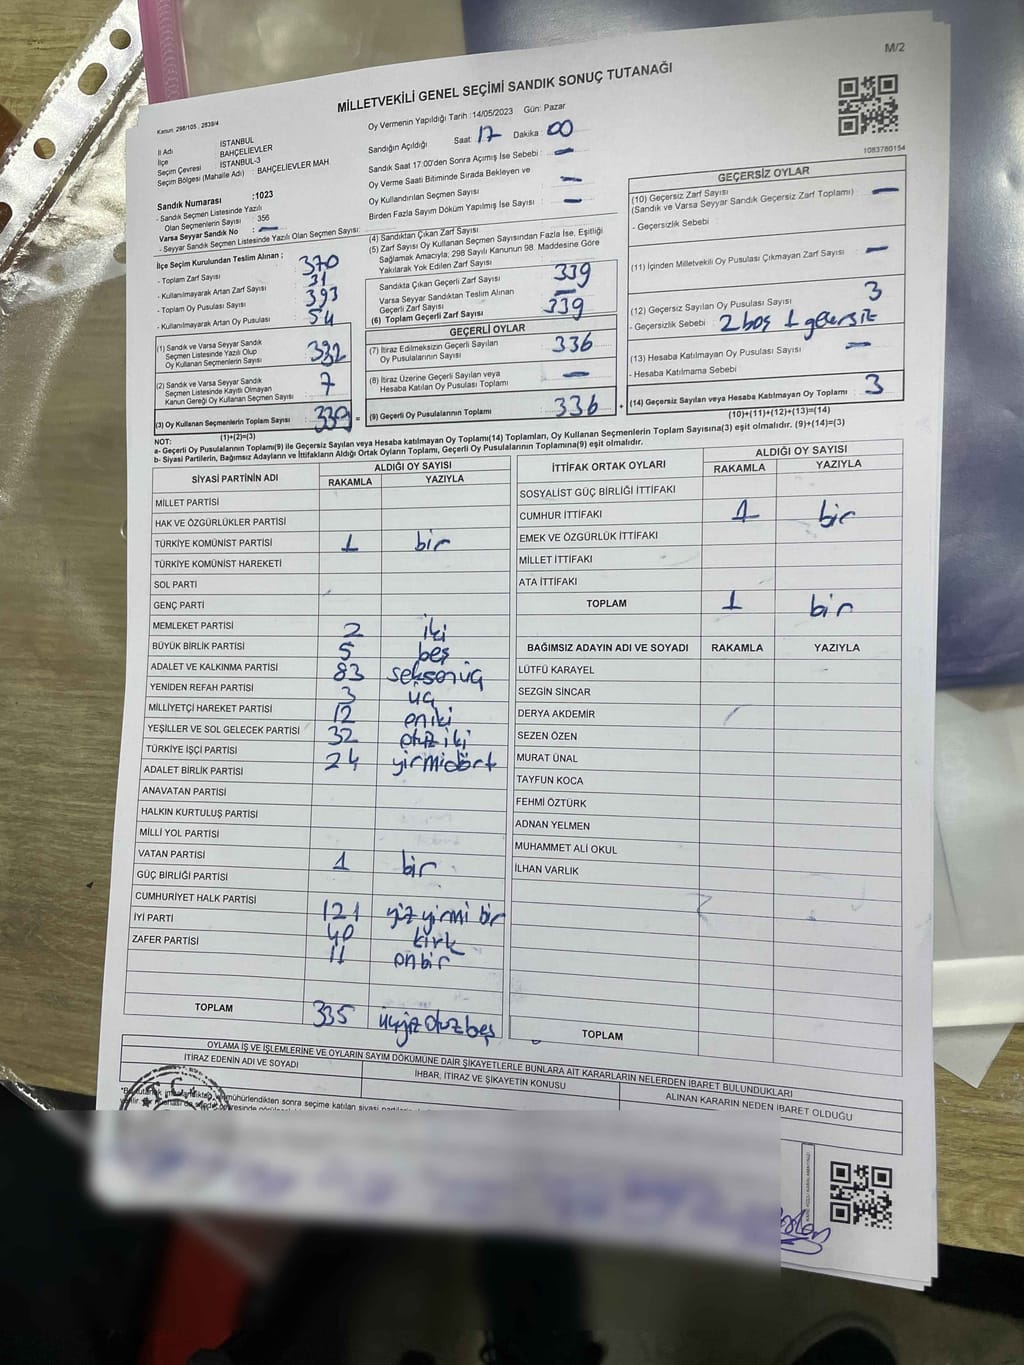 M/2
MİLLETVEKİLİ GENEL SEÇİMİ SANDIK SONUÇ TUTANAĞI
Kanun: 298/105 , 2839/4
İl Adı İSTANBUL
İlçe BAHÇELİEVLER
Seçim Çevresi İSTANBUL-3
Seçim Bölgesi (Mahalle Adı) : BAHÇELİEVLER MAH.
Sandık Numarası :1023
- Sandık Seçmen Listesinde Yazılı
Olan Seçmenlerin Sayısı : 356
Varsa Seyyar Sandık No : —
- Seyyar Sandık Seçmen Listesinde Yazılı Olan Seçmen Sayısı:
Oy Vermenin Yapıldığı Tarih : 14/05/2023 Gün: Pazar
Sandığın Açıldığı Saat 17 Dakika : 00
Sandık Saat 17:00'den Sonra Açımış İse Sebebi : —
Oy Verme Saati Bitiminde Sırada Bekleyen ve
Oy Kullandırılan Seçmen Sayısı —
Birden Fazla Sayım Döküm Yapılmış İse Sayısı : —
1083780154
İlçe Seçim Kurulundan Teslim Alınan ;
- Toplam Zarf Sayısı : 370
- Kullanılmayarak Artan Zarf Sayısı : 31
- Toplam Oy Pusulası Sayısı : 393
- Kullanılmayarak Artan Oy Pusulası : 54
(1) Sandık ve Varsa Seyyar Sandık
Seçmen Listesinde Yazılı Olup
Oy Kullanan Seçmenlerin Sayısı : 332
(2) Sandık ve Varsa Seyyar Sandık
Seçmen Listesinde Kayıtlı Olmayan
Kanun Gereği Oy Kullanan Seçmen Sayısı : 7
(3) Oy Kullanan Seçmenlerin Toplam Sayısı : 339 =
(1)+(2)=(3)
(4) Sandıktan Çıkan Zarf Sayısı
(5) Zarf Sayısı Oy Kullanan Seçmen Sayısından Fazla İse, Eşitliği
Sağlamak Amacıyla; 298 Sayılı Kanunun 98. Maddesine Göre
Yakılarak Yok Edilen Zarf Sayısı
Sandıkta Çıkan Geçerli Zarf Sayısı 339
Varsa Seyyar Sandıktan Teslim Alınan
Geçerli Zarf Sayısı —
(6) Toplam Geçerli Zarf Sayısı 339
GEÇERLİ OYLAR
(7) İtiraz Edilmeksizin Geçerli Sayılan
Oy Pusulalarının Sayısı 336
(8) İtiraz Üzerine Geçerli Sayılan veya
Hesaba Katılan Oy Pusulası Toplamı —
(9) Geçerli Oy Pusulalarının Toplamı 336 +
GEÇERSİZ OYLAR
(10) Geçersiz Zarf Sayısı
(Sandık ve Varsa Seyyar Sandık Geçersiz Zarf Toplamı) —
- Geçersizlik Sebebi :
(11) İçinden Milletvekili Oy Pusulası Çıkmayan Zarf Sayısı —
(12) Geçersiz Sayılan Oy Pusulası Sayısı 3
- Geçersizlik Sebebi : 2 boş 1 geçersiz
(13) Hesaba Katılmayan Oy Pusulası Sayısı —
- Hesaba Katılmama Sebebi
(14) Geçersiz Sayılan veya Hesaba Katılmayan Oy Toplamı : 3
(10)+(11)+(12)+(13)=(14)
NOT:
a- Geçerli Oy Pusulalarının Toplamı(9) ile Geçersiz Sayılan veya Hesaba katılmayan Oy Toplamı(14) Toplamları, Oy Kullanan Seçmenlerin Toplam Sayısına(3) eşit olmalıdır. (9)+(14)=(3)
b- Siyasi Partilerin, Bağımsız Adayların ve İttifakların Aldığı Ortak Oyların Toplamı, Geçerli Oy Pusulalarının Toplamına(9) eşit olmalıdır.
SİYASİ PARTİNİN ADI ALDIĞI OY SAYISI
RAKAMLA YAZIYLA
MİLLET PARTİSİ
HAK VE ÖZGÜRLÜKLER PARTİSİ
TÜRKİYE KOMÜNİST PARTİSİ 1 bir
TÜRKİYE KOMÜNİST HAREKETİ
SOL PARTİ
GENÇ PARTİ
MEMLEKET PARTİSİ 2 iki
BÜYÜK BİRLİK PARTİSİ 5 beş
ADALET VE KALKINMA PARTİSİ 83 seksenüç
YENİDEN REFAH PARTİSİ 3 üç
MİLLİYETÇİ HAREKET PARTİSİ 12 oniki
YEŞİLLER VE SOL GELECEK PARTİSİ 32 otuz iki
TÜRKİYE İŞÇİ PARTİSİ 24 yirmidört
ADALET BİRLİK PARTİSİ
ANAVATAN PARTİSİ
HALKIN KURTULUŞ PARTİSİ
MİLLİ YOL PARTİSİ
VATAN PARTİSİ 1 bir
GÜÇ BİRLİĞİ PARTİSİ
CUMHURİYET HALK PARTİSİ 121 yüz yirmi bir
İYİ PARTİ 40 kırk
ZAFER PARTİSİ 11 onbir
TOPLAM 335 üçyüz otuz beş
İTTİFAK ORTAK OYLARI ALDIĞI OY SAYISI
RAKAMLA YAZIYLA
SOSYALİST GÜÇ BİRLİĞİ İTTİFAKI
CUMHUR İTTİFAKI 1 bir
EMEK VE ÖZGÜRLÜK İTTİFAKI
MİLLET İTTİFAKI
ATA İTTİFAKI
TOPLAM 1 bir
BAĞIMSIZ ADAYIN ADI VE SOYADI RAKAMLA YAZIYLA
LÜTFÜ KARAYEL
SEZGİN SİNCAR
DERYA AKDEMİR
SEZEN ÖZEN
MURAT ÜNAL
TAYFUN KOCA
FEHMİ ÖZTÜRK
ADNAN YELMEN
MUHAMMET ALİ OKUL
İLHAN VARLIK
TOPLAM
OYLAMA İŞ VE İŞLEMLERİNE VE OYLARIN SAYIM DÖKÜMÜNE DAİR ŞİKAYETLERLE BUNLARA AİT KARARLARIN NELERDEN İBARET BULUNDUKLARI
İTİRAZ EDENİN ADI VE SOYADI İHBAR, İTİRAZ VE ŞİKAYETİN KONUSU ALINAN KARARIN NEDEN İBARET OLDUĞU
T.C.